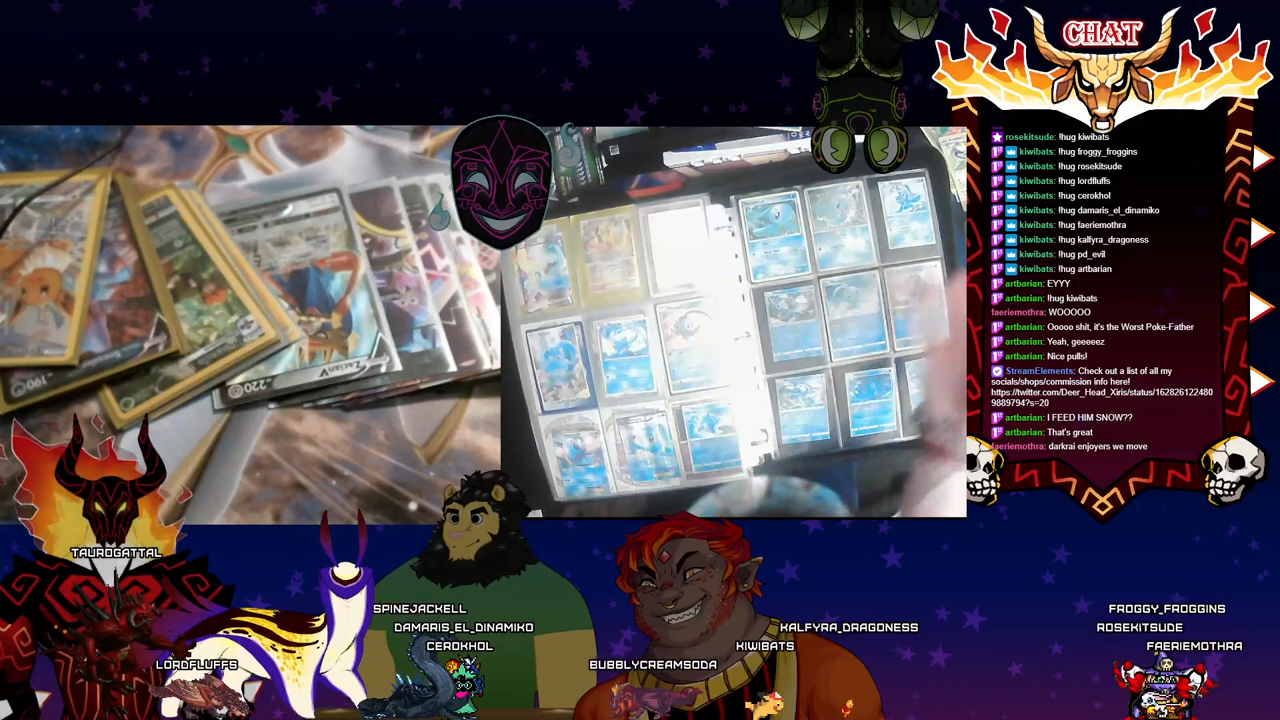 CHAT
rosekitsude: !hug kiwibats
kiwibats: !hug froggy_froggins
kiwibats: !hug rosekitsude
kiwibats: !hug lordfluffs
kiwibats: !hug cerokhol
kiwibats: !hug damaris_el_dinamiko
kiwibats: !hug faeriemothra
kiwibats: !hug kalfyra_dragoness
kiwibats: !hug pd_evil
kiwibats: !hug artbarian
artbarian: EYYY
artbarian: !hug kiwibats
faeriemothra: WOOOOO
artbarian: Ooooo shit, it's the Worst Poke-Father
artbarian: Yeah, geeeeez
artbarian: Nice pulls!
StreamElements: Check out a list of all my
socials/shops/commission info here!
https://twitter.com/Deer_Head_Xiris/status/162826122480
9889794?s=20
artbarian: I FEED HIM SNOW??
artbarian: That's great
faeriemothra: darkrai enjoyers we move
190
220
Zacian V
TAUROGATTAL
LORDFLUFFS
SPINEJACKELL
DAMARIS_EL_DINAMIKO
CEROKHOL
BUBBLYCREAMSODA
KALFYRA_DRAGONESS
KIWIBATS
FROGGY_FROGGINS
ROSEKITSUDE
FAERIEMOTHRA